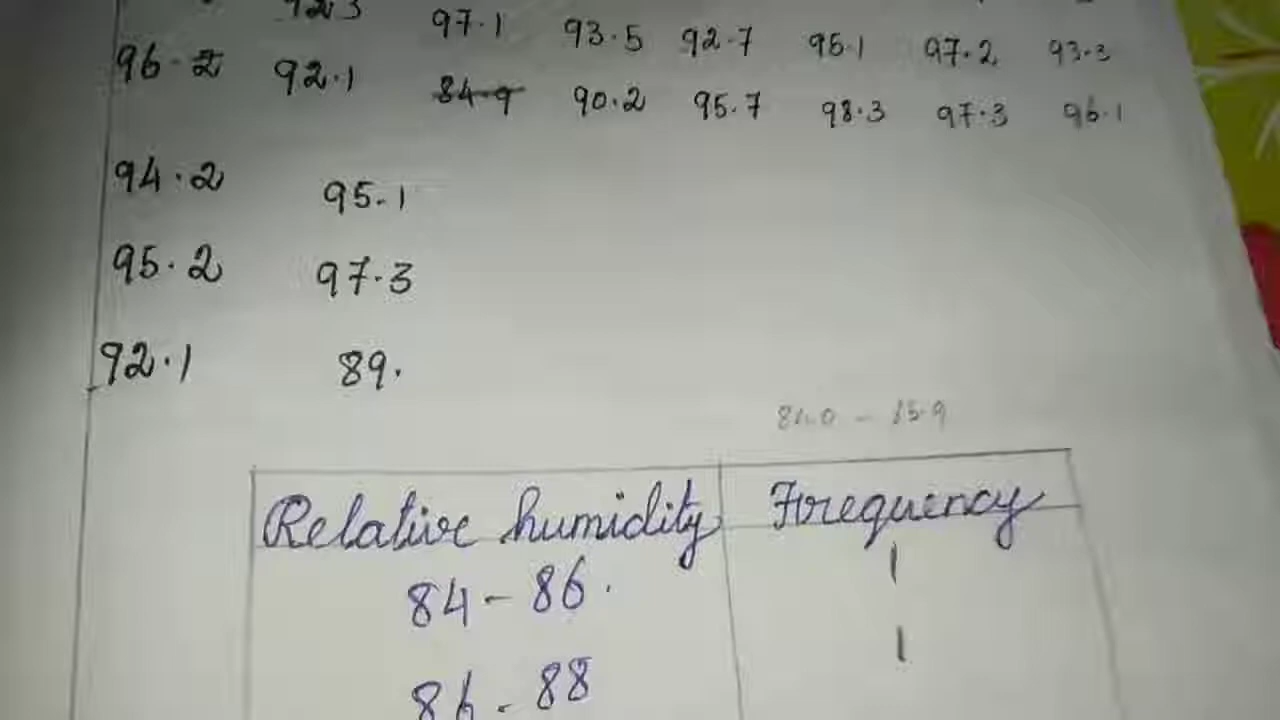 92.3 97.1 93.5 92.7 95.1 97.2 93.3
96.2 92.1 84.9 90.2 95.7 98.3 97.3 96.1
94.2 95.1
95.2 97.3
92.1 89.
84.0 - 85.9
Relative humidity Frequency
84-86. 1
86-88 1